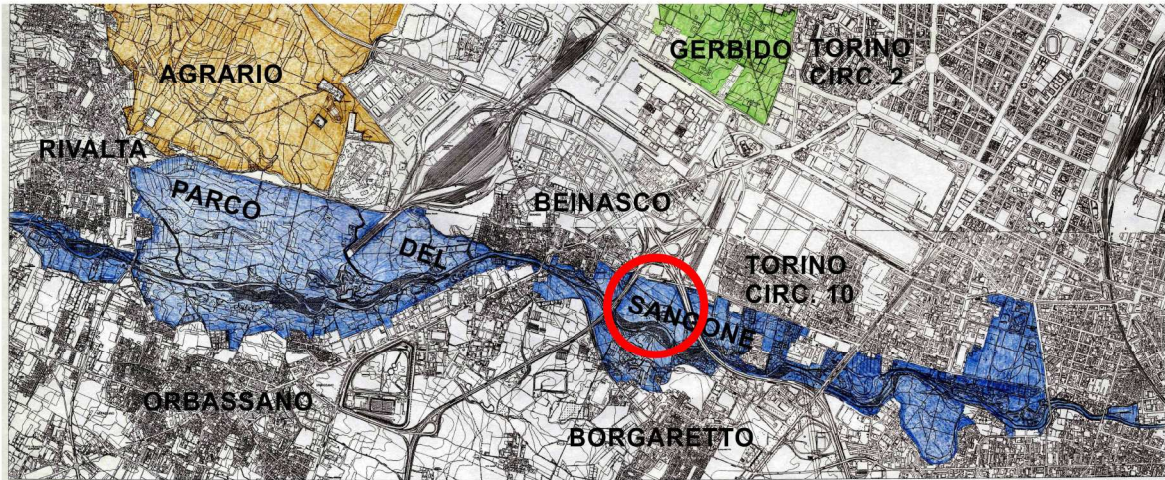 GERBIDO
TORINO
CIRC. 2
AGRARIO
RIVALTA
PARCO
BEINASCO
DEL
TORINO
CIRC. 10
SANGONE
ORBASSANO
BORGARETTO